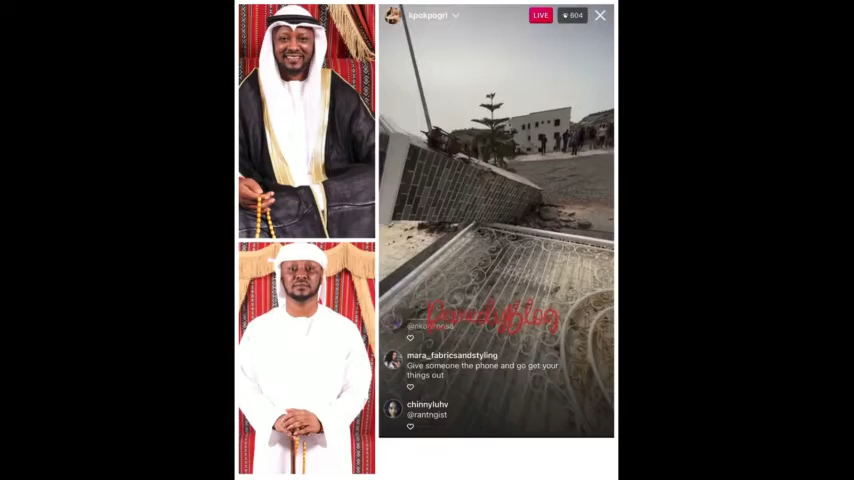 kpokpogri
LIVE
604
mara_fabricsandstyling
Give someone the phone and go get your
things out
chinnyluhv
@rantngist